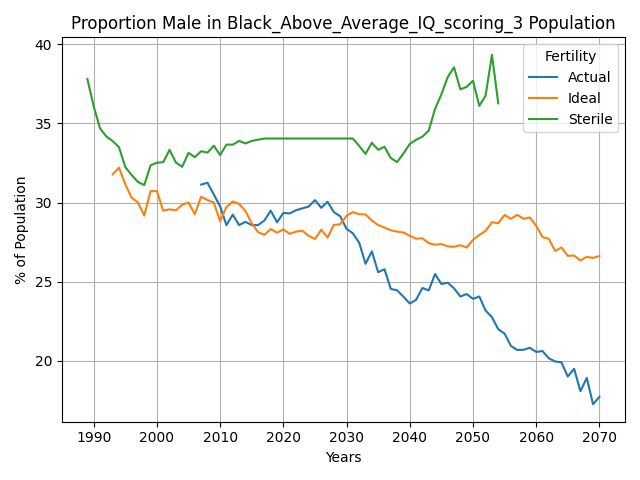 Proportion Male in Black_Above_Average_IQ_scoring_3 Population
% of Population
40
35
30
25
20
Fertility
Actual
Ideal
Sterile
1990 2000 2010 2020 2030 2040 2050 2060 2070
Years